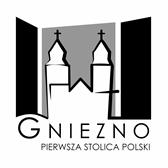 GNIEZNO
PIERWSZA STOLICA POLSKI